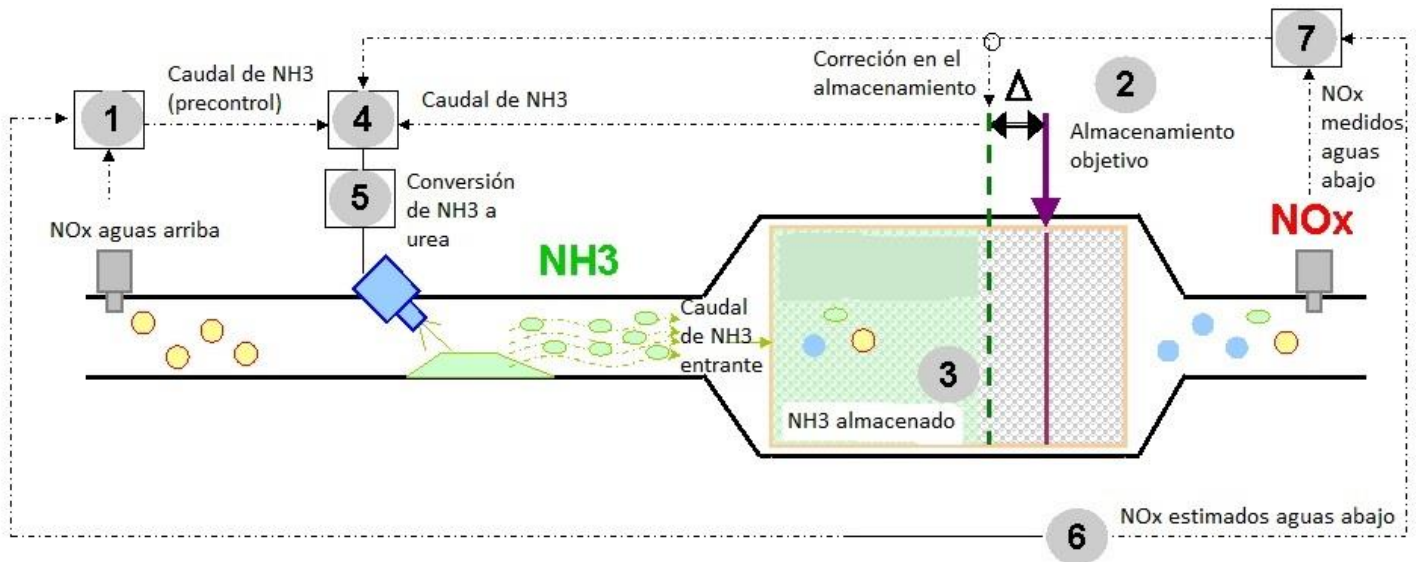 7
Correción en el
almacenamiento
Δ
2
Caudal de NH3
(precontrol)
1
4
Caudal de NH3
Almacenamiento
objetivo
NOx
medidos
aguas
abajo
5
Conversión
de NH3 a
urea
NOx aguas arriba
NH3
NOx
Caudal
de NH3
entrante
3
NH3 almacenado
NOx estimados aguas abajo
6